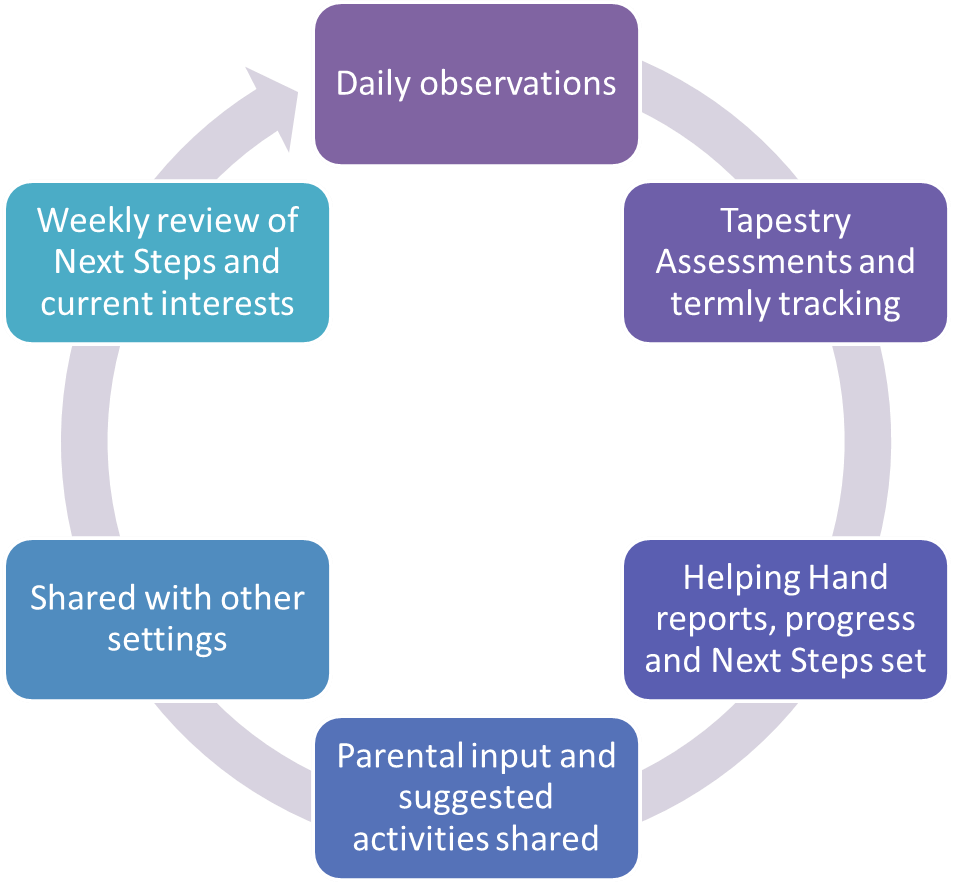 Daily observations
Tapestry
Assessments and
termly tracking
Helping Hand
reports, progress
and Next Steps set
Parental input and
suggested
activities shared
Shared with other
settings
Weekly review of
Next Steps and
current interests